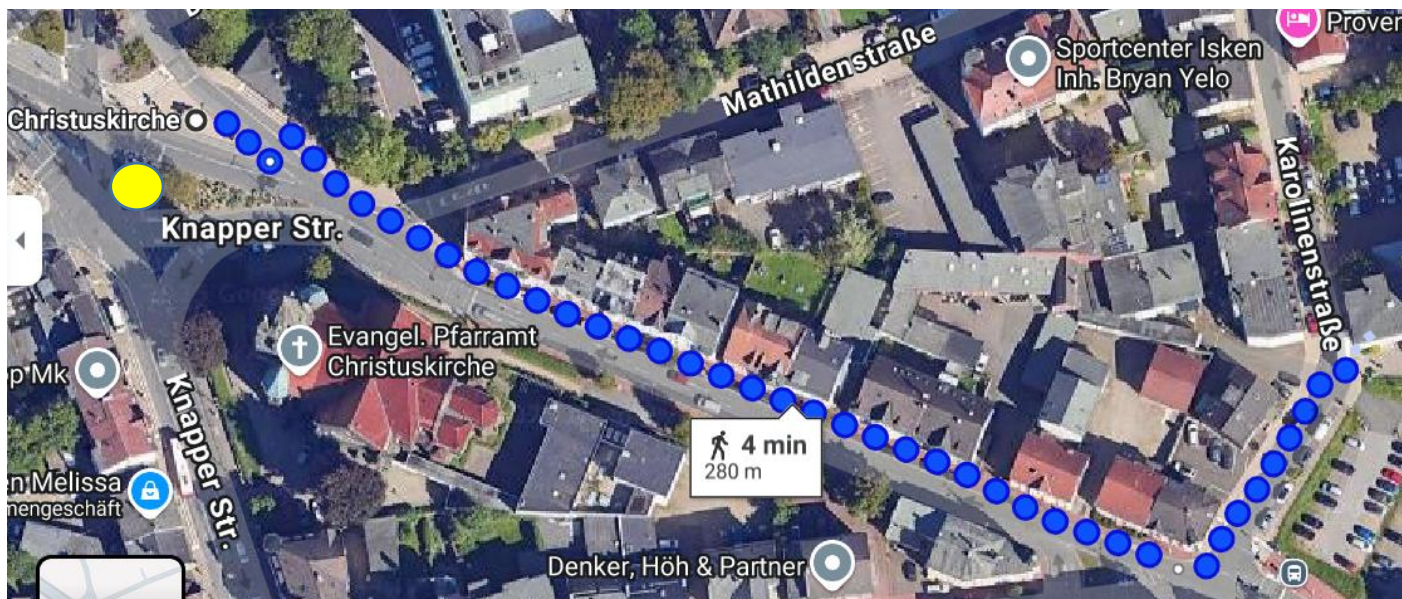 Mathildenstraße
Sportcenter Isken
Inh. Bryan Yelo
Christuskirche
Knapper Str.
Karolinenstraße
Evangel. Pfarramt
Christuskirche
Knapper Str.
4 min
280 m
Denker, Höh & Partner